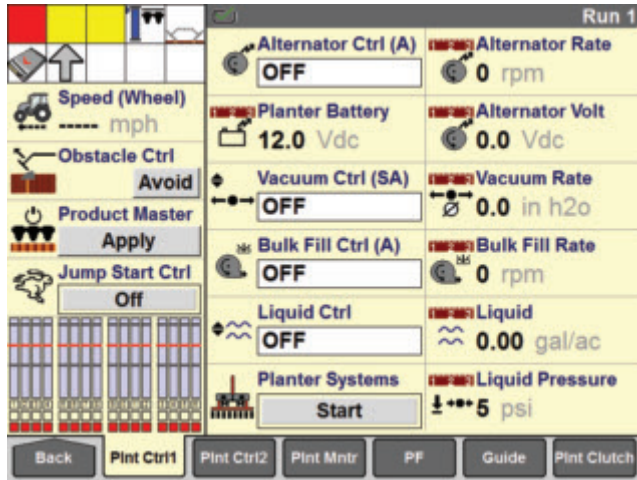 Run 1
Speed (Wheel)
----- mph
Obstacle Ctrl
Avoid
Product Master
Apply
Jump Start Ctrl
Off
Alternator Ctrl (A)
OFF
Alternator Rate
0 rpm
Planter Battery
12.0 Vdc
Alternator Volt
0.0 Vdc
Vacuum Ctrl (SA)
OFF
Vacuum Rate
0.0 in h2o
Bulk Fill Ctrl (A)
OFF
Bulk Fill Rate
0 rpm
Liquid Ctrl
OFF
Liquid
0.00 gal/ac
Planter Systems
Start
Liquid Pressure
5 psi
Back
Plnt Ctrl1
Plnt Ctrl2
Plnt Mntr
PF
Guide
Plnt Clutch